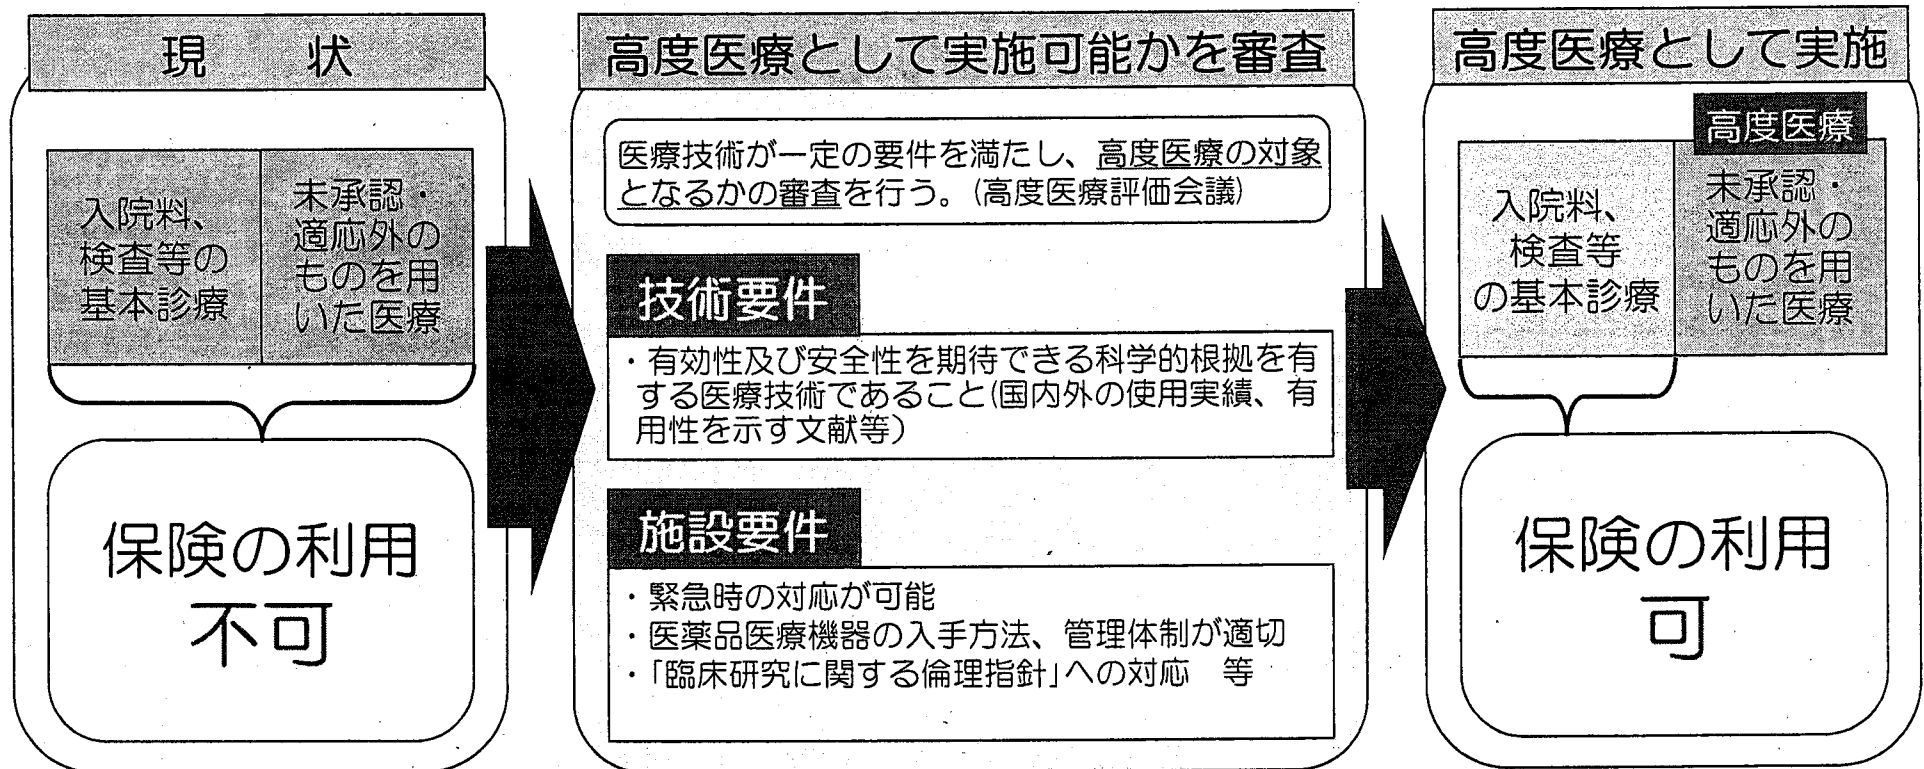 現 状
入院料、
検査等の
基本診療
未承認・
適応外の
ものを用
いた医療
保険の利用
不可
高度医療として実施可能かを審査
医療技術が一定の要件を満たし、高度医療の対象
となるかの審査を行う。(高度医療評価会議)
技術要件
・有効性及び安全性を期待できる科学的根拠を有
する医療技術であること(国内外の使用実績、有
用性を示す文献等)
施設要件
・緊急時の対応が可能
・医薬品医療機器の入手方法、管理体制が適切
・「臨床研究に関する倫理指針」への対応 等
高度医療として実施
高度医療
入院料、
検査等
の基本診療
未承認・
適応外の
ものを用
いた医療
保険の利用
可